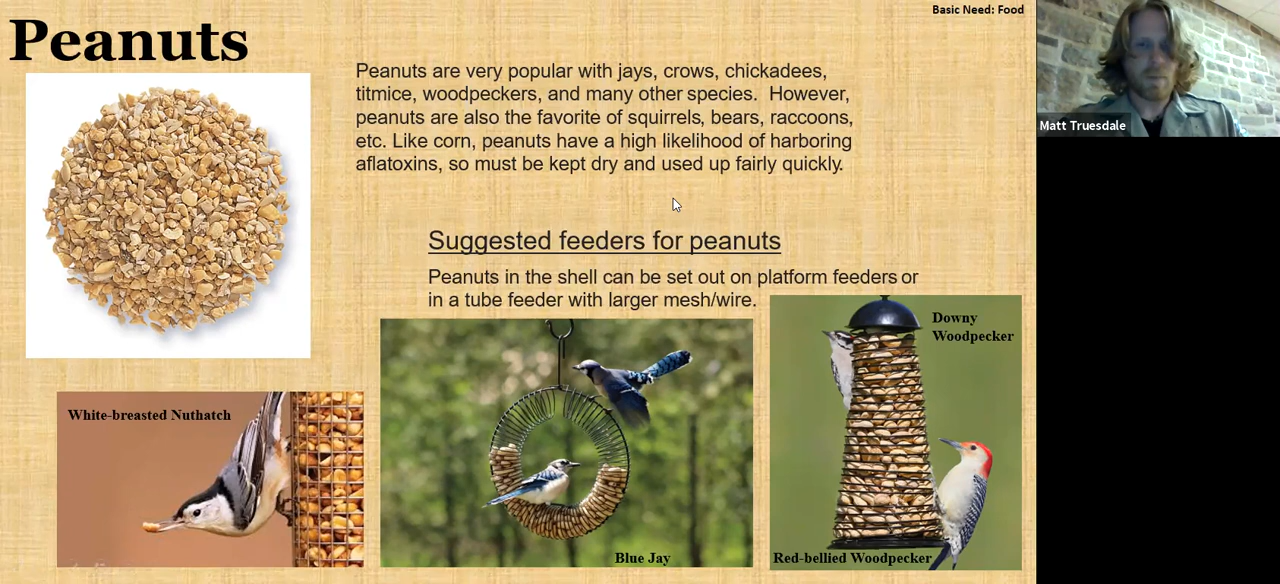 Basic Need: Food
Peanuts
Peanuts are very popular with jays, crows, chickadees,
titmice, woodpeckers, and many other species.  However,
peanuts are also the favorite of squirrels, bears, raccoons,
etc. Like corn, peanuts have a high likelihood of harboring
aflatoxins, so must be kept dry and used up fairly quickly.
Suggested feeders for peanuts
Peanuts in the shell can be set out on platform feeders or
in a tube feeder with larger mesh/wire.
White-breasted Nuthatch
Blue Jay
Downy
Woodpecker
Red-bellied Woodpecker
Matt Truesdale